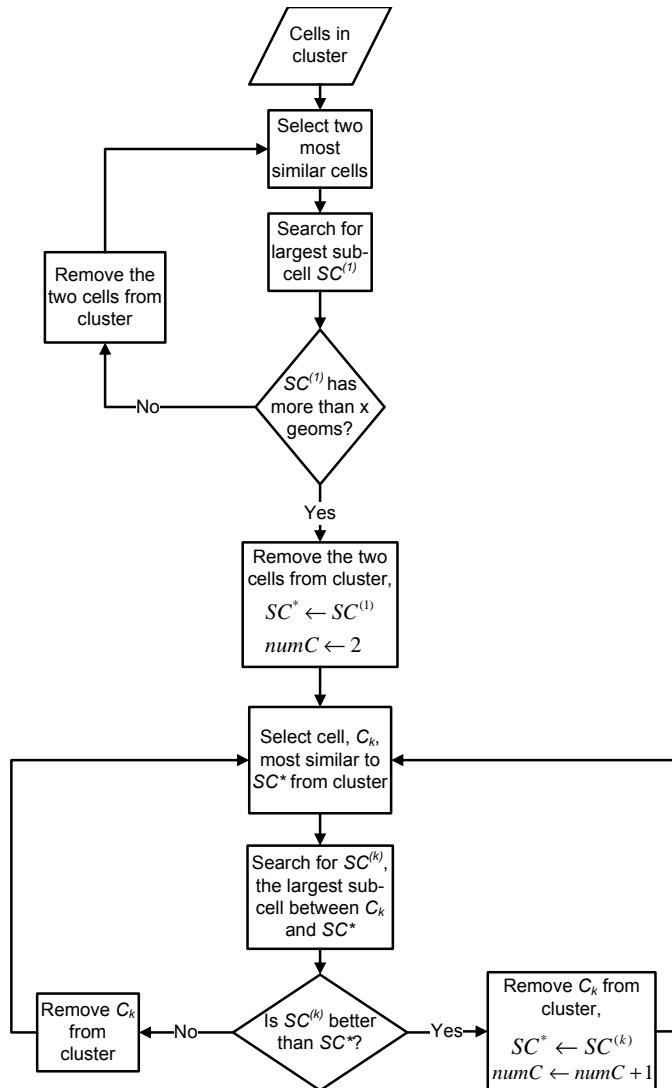 Cells in
cluster
Select two
most
similar cells
Search for
largest sub-
cell SC⁽¹⁾
Remove the
two cells from
cluster
SC⁽¹⁾ has
more than x
geoms?
No
Yes
Remove the two
cells from cluster,
SC* ← SC⁽¹⁾
numC ← 2
Select cell, Cₖ,
most similar to
SC* from cluster
Search for SC⁽ᵏ⁾,
the largest sub-
cell between Cₖ
and SC*
Is SC⁽ᵏ⁾ better
than SC*?
No
Remove Cₖ
from
cluster
Yes
Remove Cₖ from
cluster,
SC* ← SC⁽ᵏ⁾
numC ← numC +1